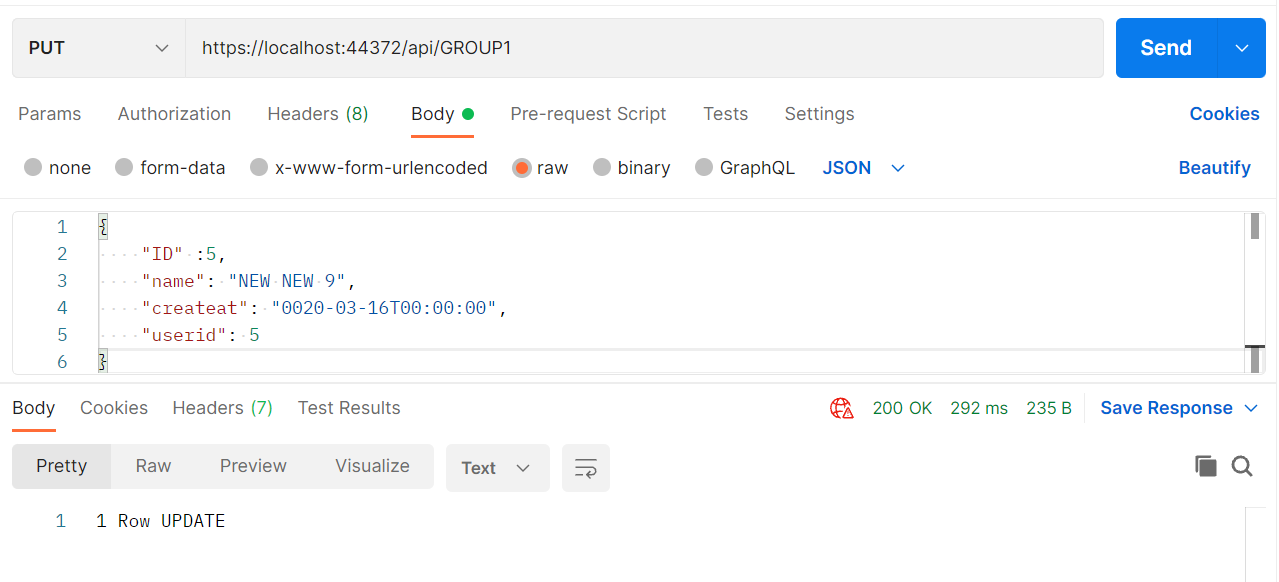 PUT https://localhost:44372/api/GROUP1 Send
Params Authorization Headers (8) Body Pre-request Script Tests Settings Cookies
none form-data x-www-form-urlencoded raw binary GraphQL JSON Beautify
1 {
2 "ID" :5,
3 "name": "NEW NEW 9",
4 "createat": "0020-03-16T00:00:00",
5 "userid": 5
6 }
Body Cookies Headers (7) Test Results 200 OK 292 ms 235 B Save Response
Pretty Raw Preview Visualize Text
1 1 Row UPDATE